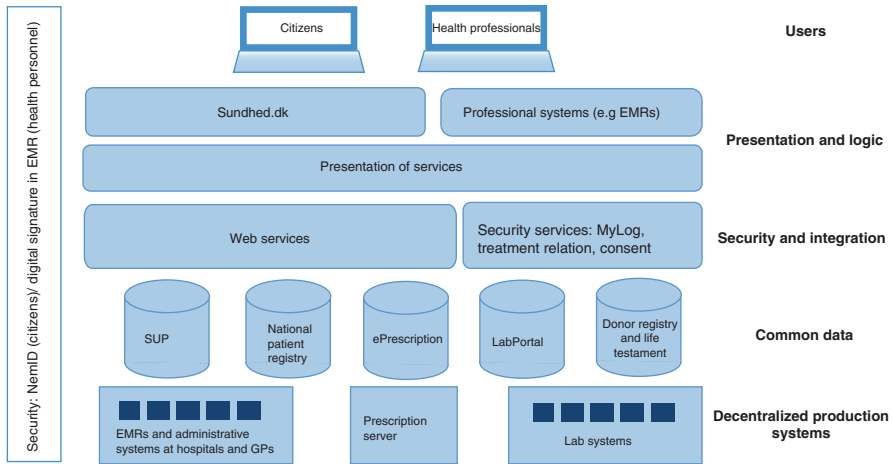 Security: NemID (citizens)/ digital signature in EMR (health personnel)
Citizens
Health professionals
Users
Sundhed.dk
Professional systems (e.g EMRs)
Presentation and logic
Presentation of services
Web services
Security services: MyLog,
treatment relation, consent
Security and integration
SUP
National
patient
registry
ePrescription
LabPortal
Donor registry
and life
testament
Common data
EMRs and administrative
systems at hospitals and GPs
Prescription
server
Lab systems
Decentralized production
systems